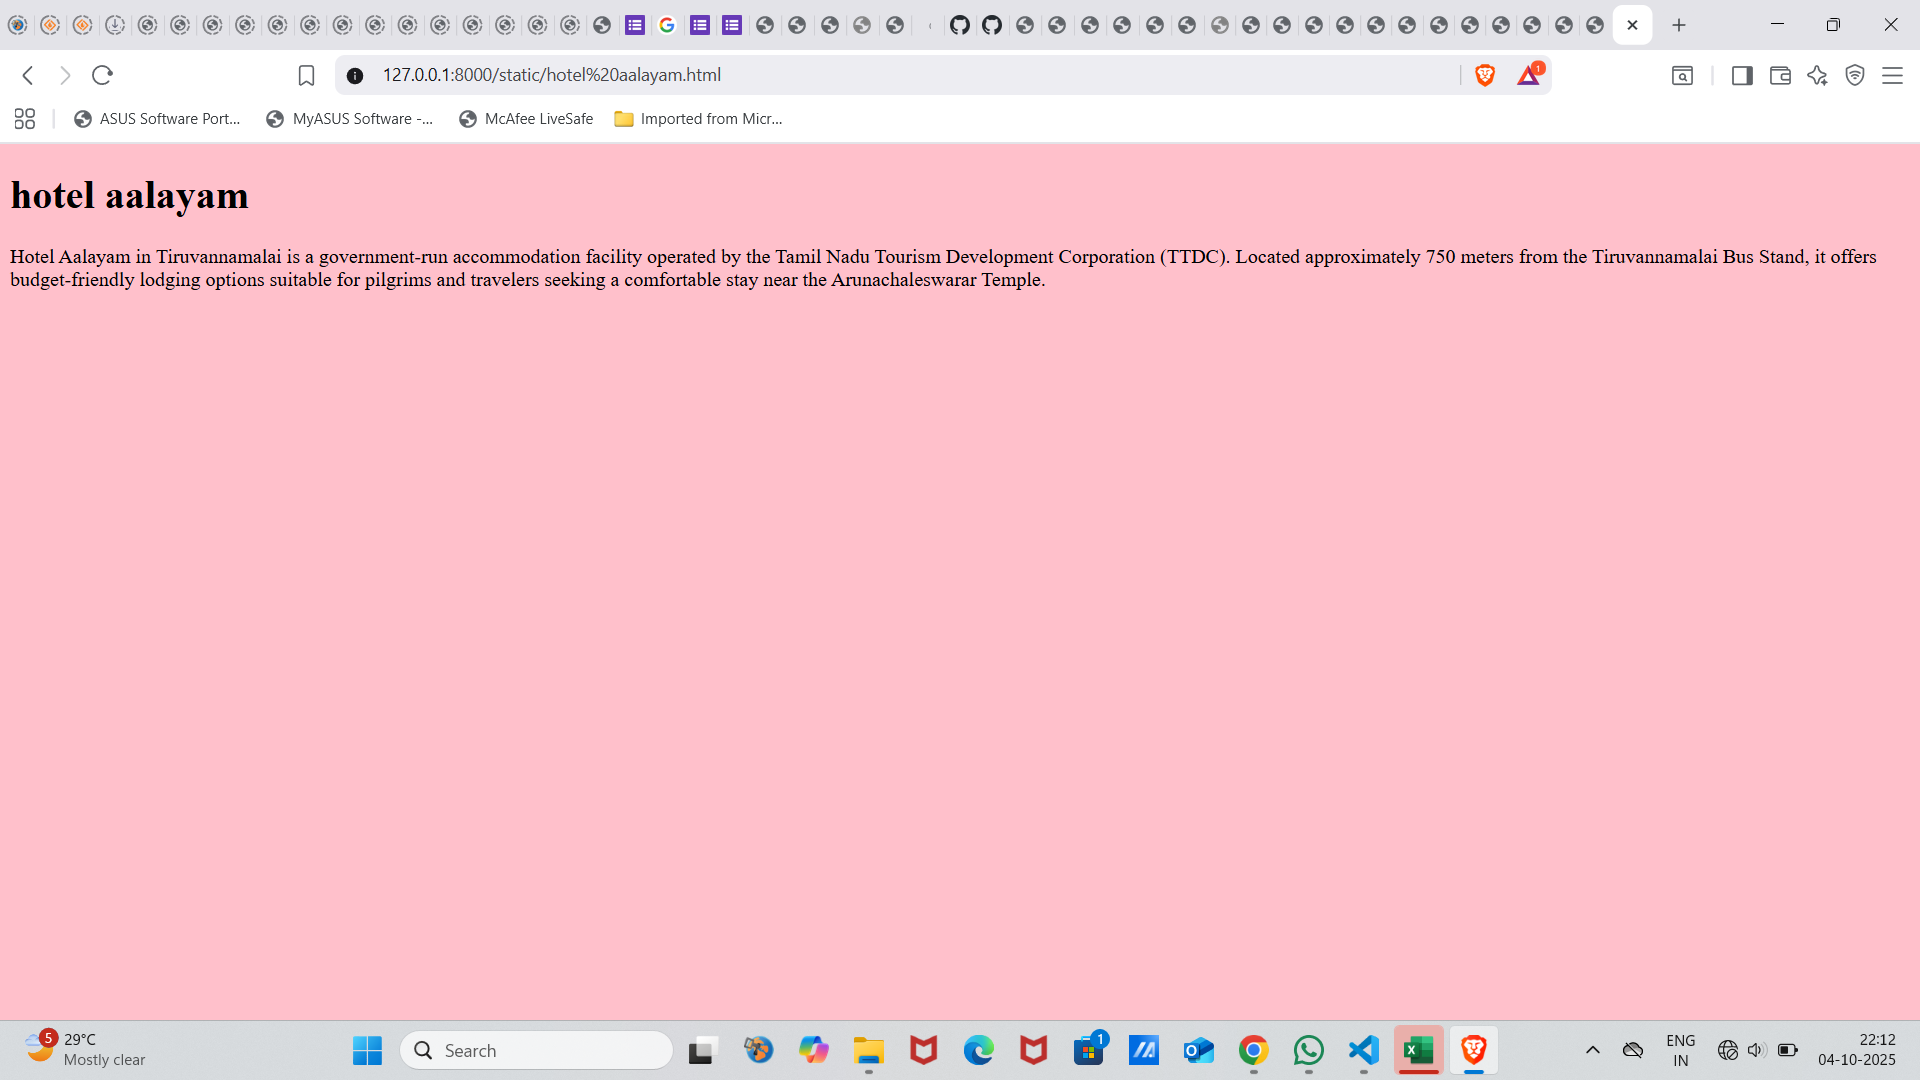 127.0.0.1:8000/static/hotel%20aalayam.html
1
ASUS Software Port... MyASUS Software -... McAfee LiveSafe Imported from Micr...
hotel aalayam
Hotel Aalayam in Tiruvannamalai is a government-run accommodation facility operated by the Tamil Nadu Tourism Development Corporation (TTDC). Located approximately 750 meters from the Tiruvannamalai Bus Stand, it offers
budget-friendly lodging options suitable for pilgrims and travelers seeking a comfortable stay near the Arunachaleswarar Temple.
5 29°C
Mostly clear
Search
1
ENG
IN
22:12
04-10-2025